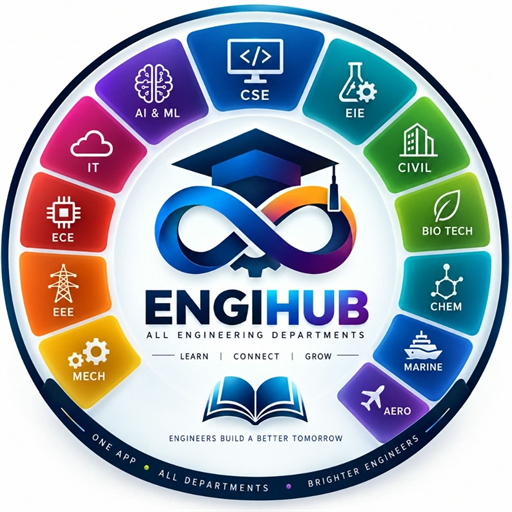 </>
CSE
AI & ML
EIE
IT
CIVIL
ECE
BIO TECH
EEE
CHEM
MECH
MARINE
AERO
ENGIHUB
ALL ENGINEERING DEPARTMENTS
LEARN | CONNECT | GROW
ENGINEERS BUILD A BETTER TOMORROW
ONE APP • ALL DEPARTMENTS • BRIGHTER ENGINEERS